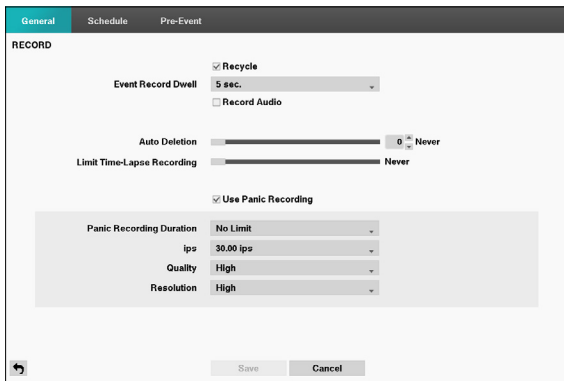 General Schedule Pre-Event
RECORD
Recycle
Event Record Dwell 5 sec.
Record Audio
Auto Deletion 0 Never
Limit Time-Lapse Recording Never
Use Panic Recording
Panic Recording Duration No Limit
ips 30.00 ips
Quality High
Resolution High
Save Cancel